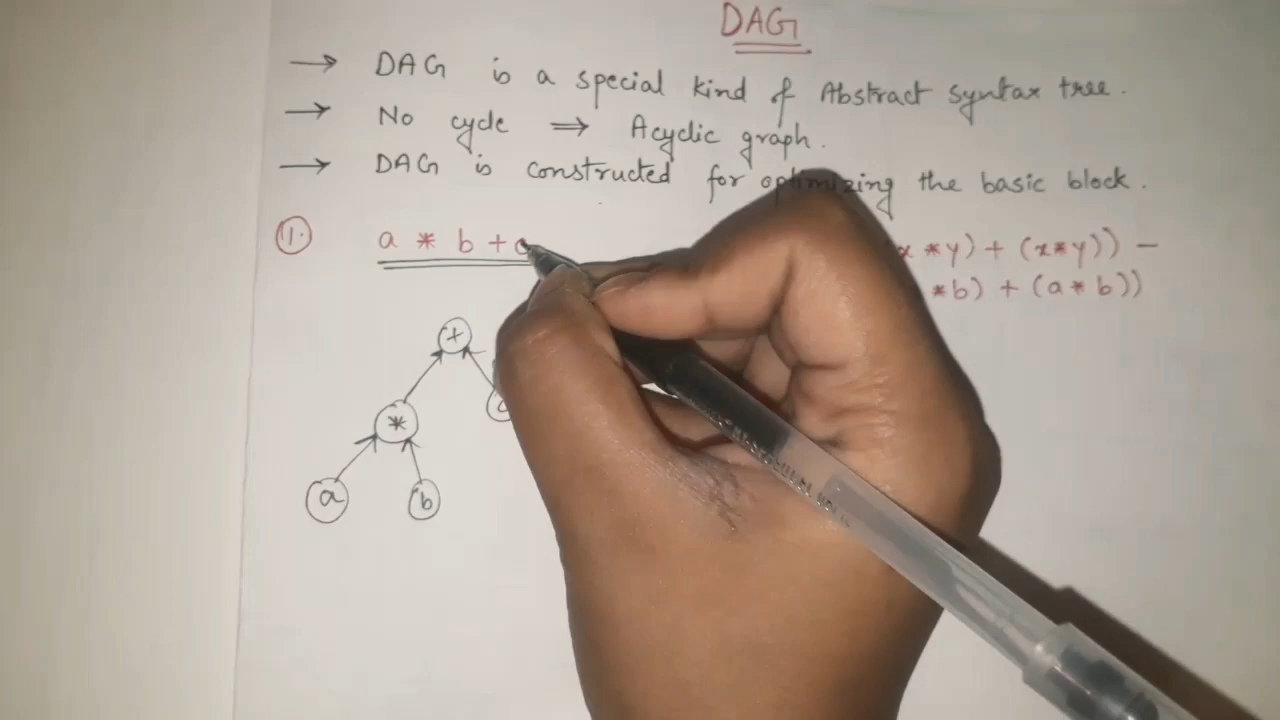 DAG
→ DAG is a special kind of Abstract syntax tree.
→ No cycle ⇒ Acyclic graph.
→ DAG is constructed for optimizing the basic block.
1. a * b + c
x * y) + (x * y)) -
* b) + (a * b))
+
*
a b